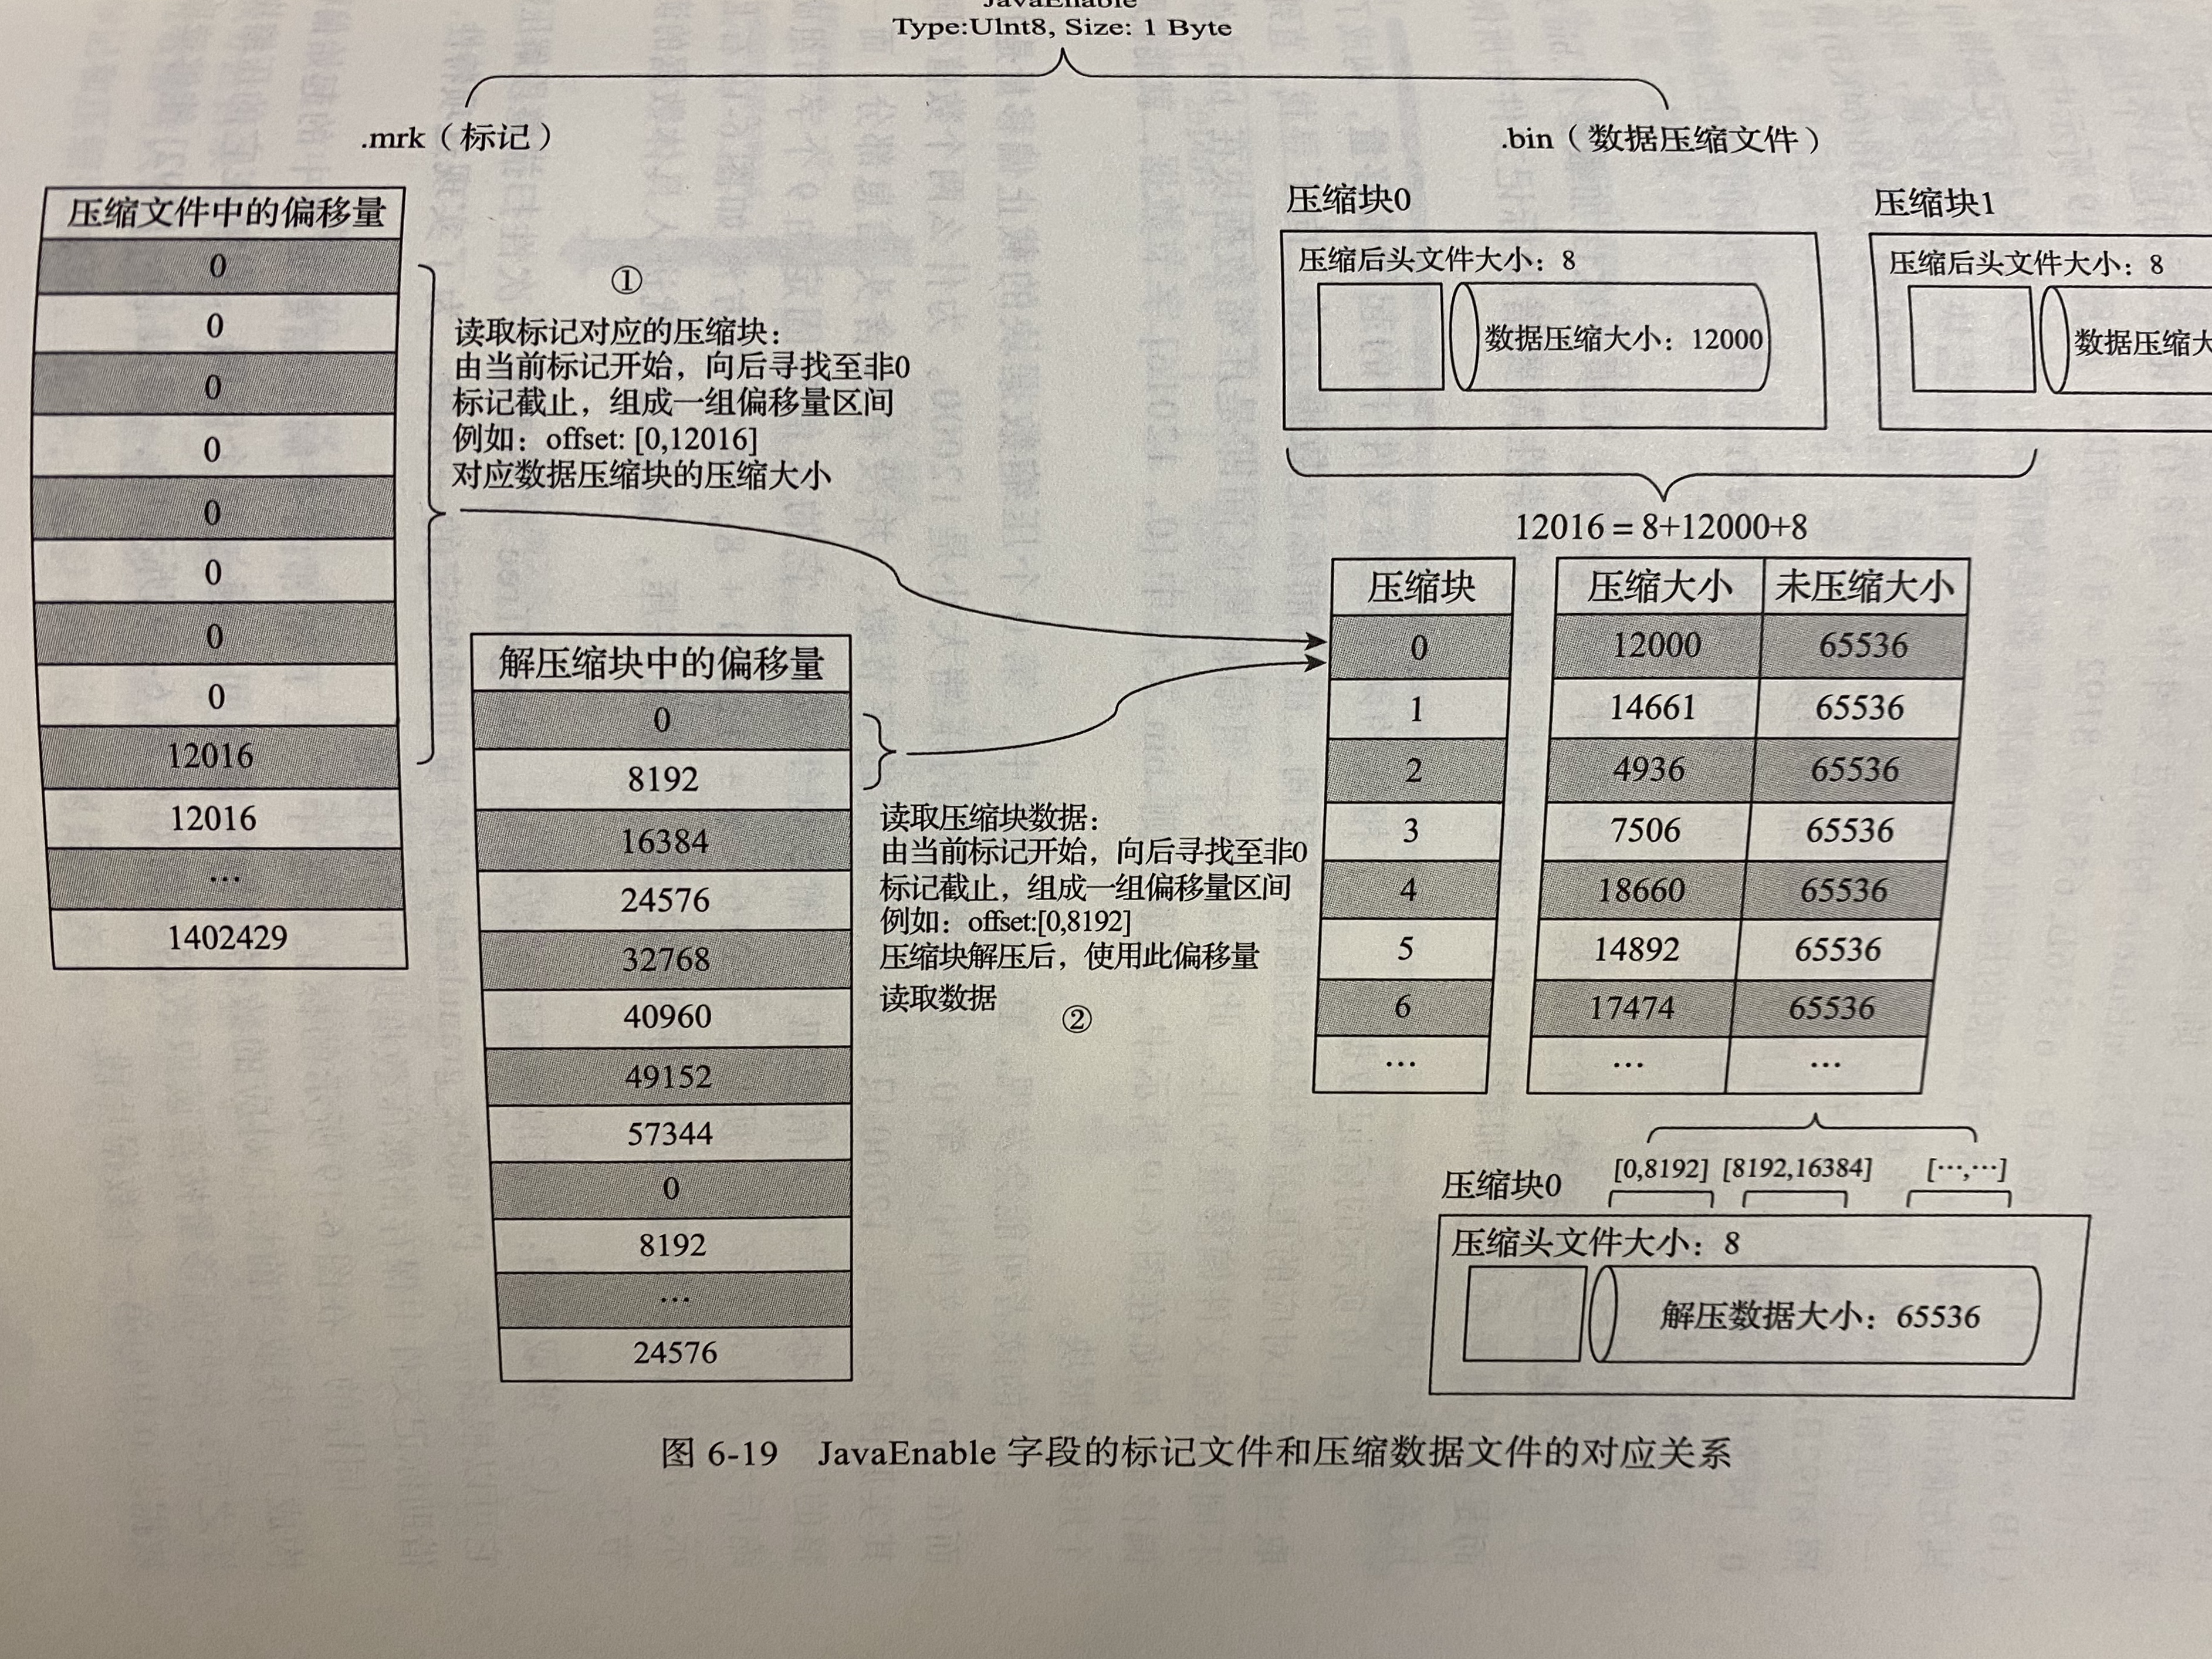 JavaEnable
Type:UInt8, Size: 1 Byte
.mrk（标记）
.bin（数据压缩文件）
压缩文件中的偏移量
0
0
0
0
0
0
0
0
12016
12016
…
1402429
①
读取标记对应的压缩块：
由当前标记开始，向后寻找至非0
标记截止，组成一组偏移量区间
例如：offset: [0,12016]
对应数据压缩块的压缩大小
解压缩块中的偏移量
0
8192
16384
24576
32768
40960
49152
57344
0
8192
…
24576
读取压缩块数据：
由当前标记开始，向后寻找至非0
标记截止，组成一组偏移量区间
例如：offset:[0,8192]
压缩块解压后，使用此偏移量
读取数据
②
压缩块0
压缩后头文件大小：8
数据压缩大小：12000
压缩块1
压缩后头文件大小：8
数据压缩大
12016 = 8+12000+8
压缩块 压缩大小 未压缩大小
0 12000 65536
1 14661 65536
2 4936 65536
3 7506 65536
4 18660 65536
5 14892 65536
6 17474 65536
… … …
[0,8192] [8192,16384] […,…]
压缩块0
压缩头文件大小：8
解压数据大小：65536
图 6-19 JavaEnable 字段的标记文件和压缩数据文件的对应关系